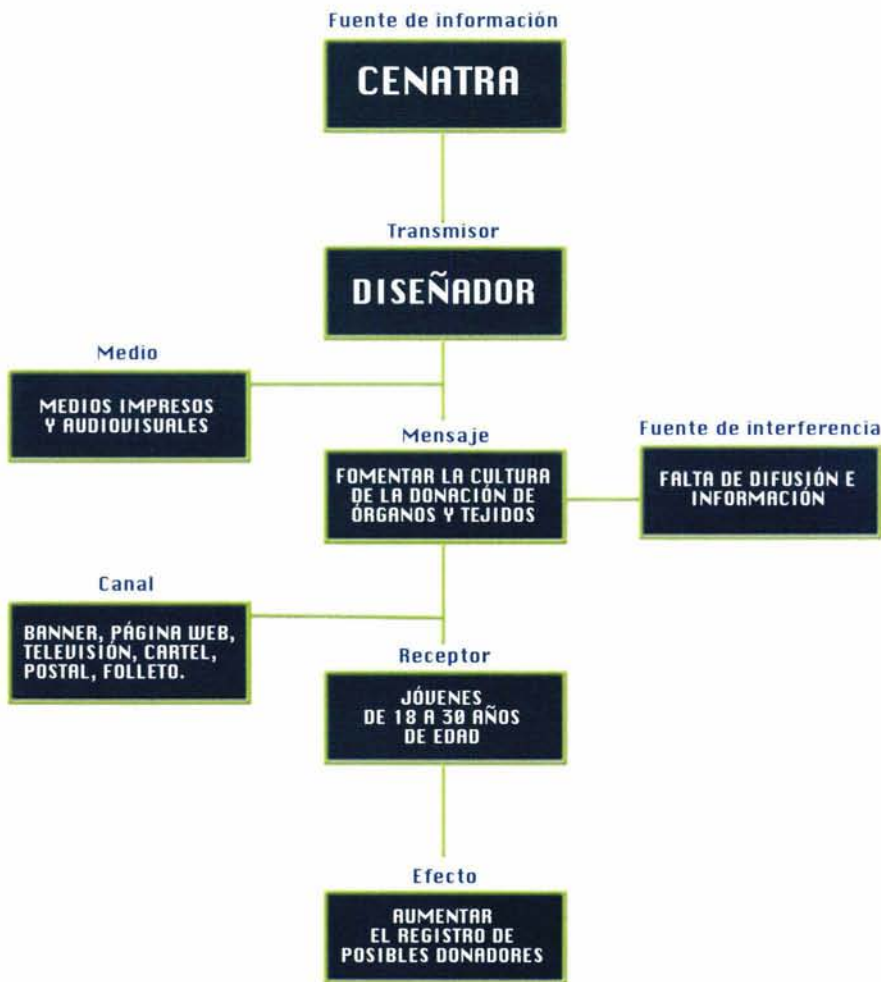 Fuente de información
CENATRA
Transmisor
DISEÑADOR
Medio
MEDIOS IMPRESOS
Y AUDIOVISUALES
Mensaje
FOMENTAR LA CULTURA
DE LA DONACIÓN DE
ÓRGANOS Y TEJIDOS
Fuente de interferencia
FALTA DE DIFUSIÓN E
INFORMACIÓN
Canal
BANNER, PÁGINA WEB,
TELEVISIÓN, CARTEL,
POSTAL, FOLLETO.
Receptor
JÓVENES
DE 18 A 30 AÑOS
DE EDAD
Efecto
AUMENTAR
EL REGISTRO DE
POSIBLES DONADORES